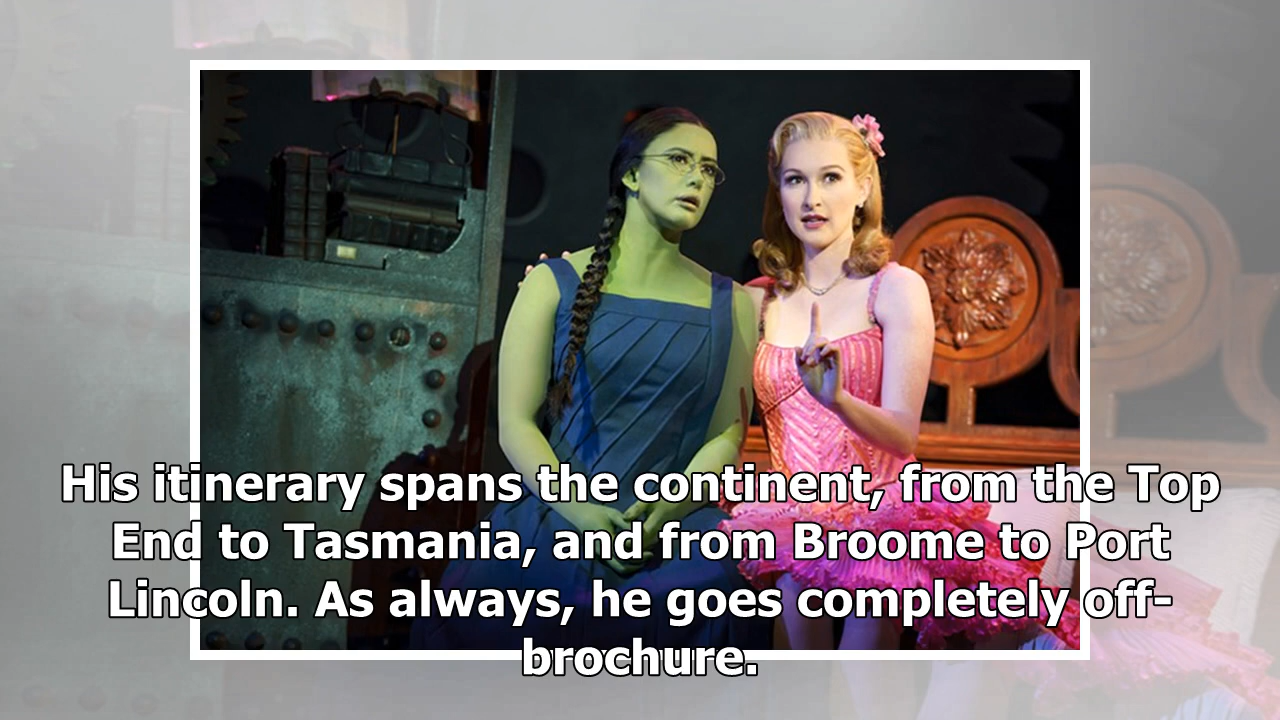 His itinerary spans the continent, from the Top
End to Tasmania, and from Broome to Port
Lincoln. As always, he goes completely off-
brochure.